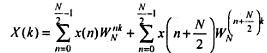 X(k) = \sum_{n=0}^{\frac{N}{2}-1} x(n) W_N^{nk} + \sum_{n=0}^{\frac{N}{2}-1} x\left(n + \frac{N}{2}\right) W_N^{\left(n + \frac{N}{2}\right)k}